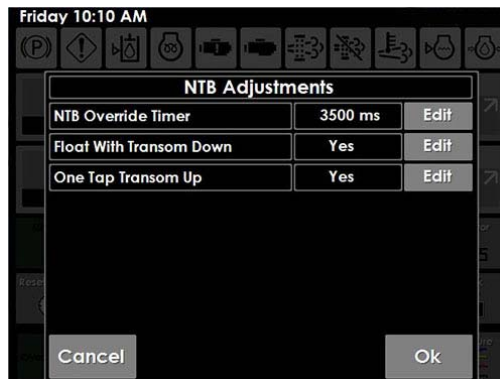 Friday 10:10 AM
NTB Adjustments
NTB Override Timer 3500 ms Edit
Float With Transom Down Yes Edit
One Tap Transom Up Yes Edit
Rese
Cancel Ok